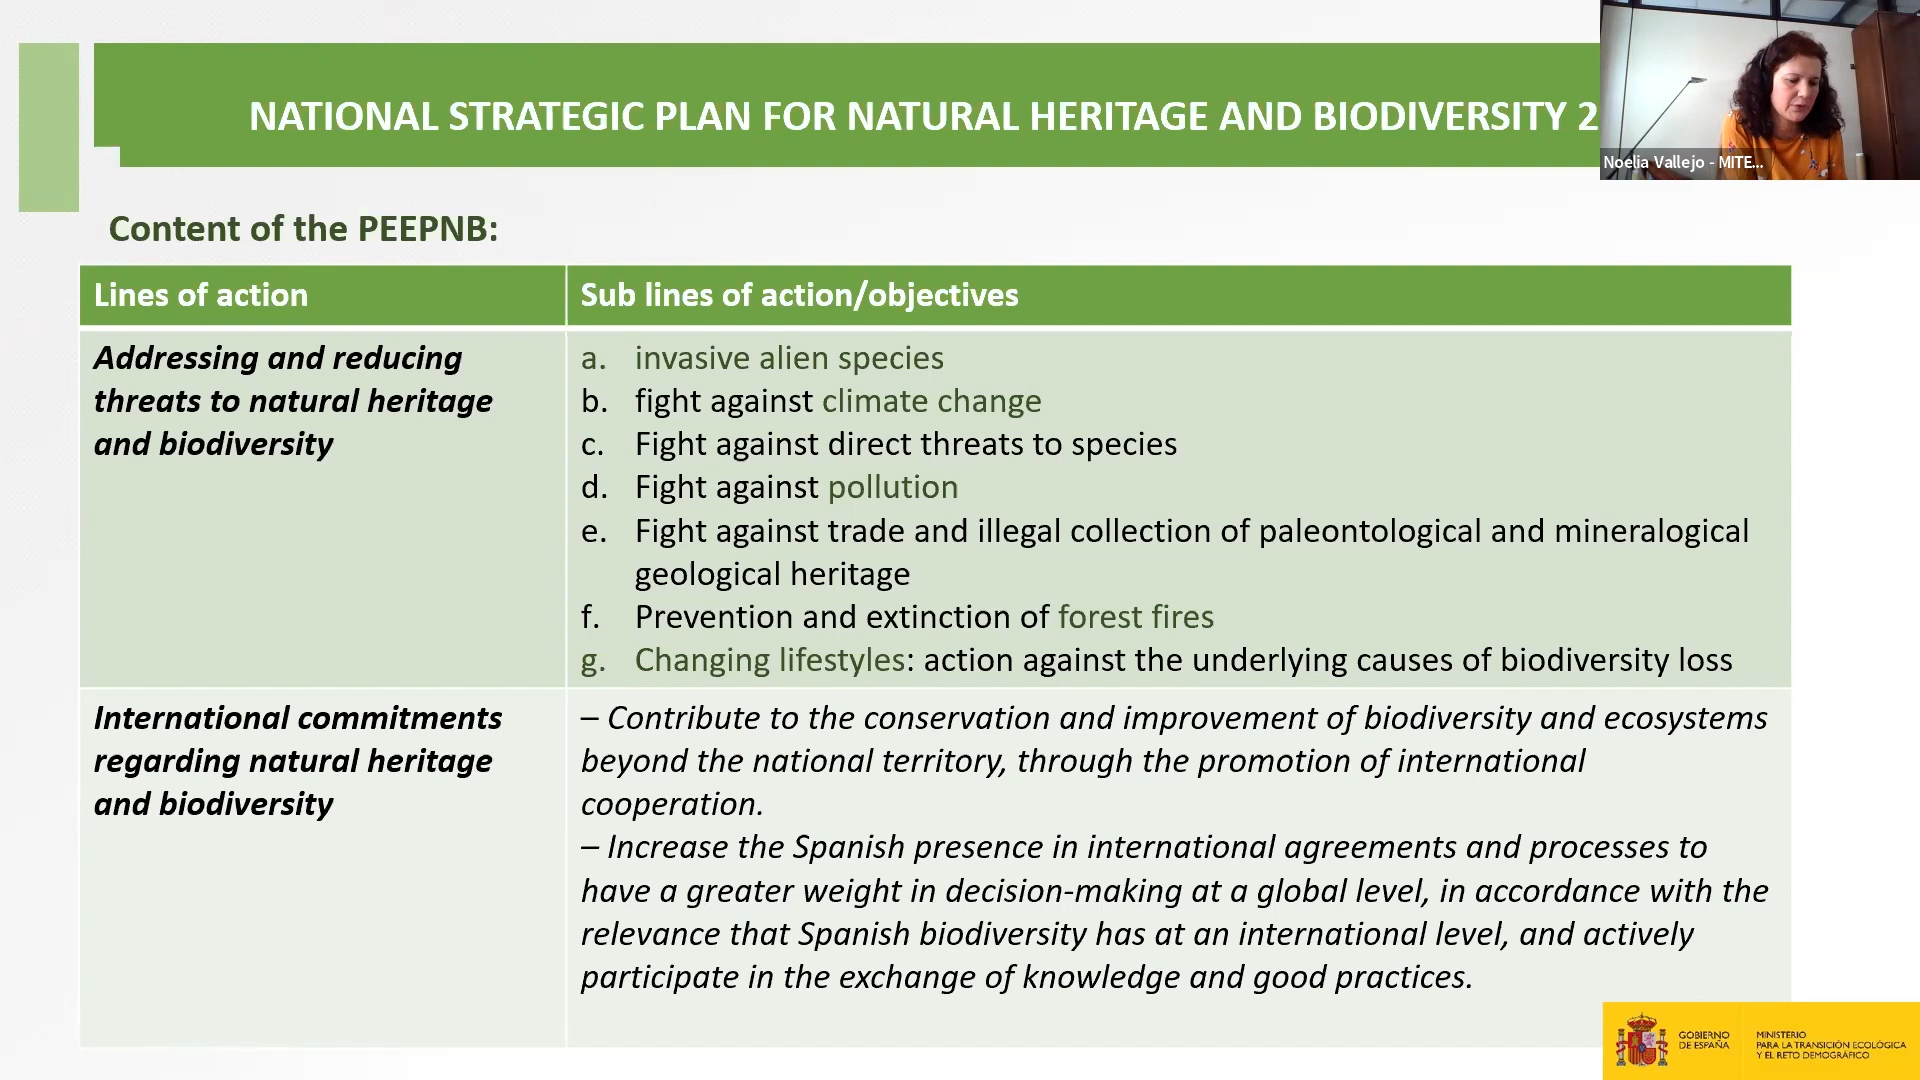 NATIONAL STRATEGIC PLAN FOR NATURAL HERITAGE AND BIODIVERSITY 2
Noelia Vallejo - MITE...
Content of the PEEPNB:
Lines of action
Sub lines of action/objectives
Addressing and reducing
threats to natural heritage
and biodiversity
a. invasive alien species
b. fight against climate change
c. Fight against direct threats to species
d. Fight against pollution
e. Fight against trade and illegal collection of paleontological and mineralogical
geological heritage
f. Prevention and extinction of forest fires
g. Changing lifestyles: action against the underlying causes of biodiversity loss
International commitments
regarding natural heritage
and biodiversity
– Contribute to the conservation and improvement of biodiversity and ecosystems
beyond the national territory, through the promotion of international
cooperation.
– Increase the Spanish presence in international agreements and processes to
have a greater weight in decision-making at a global level, in accordance with the
relevance that Spanish biodiversity has at an international level, and actively
participate in the exchange of knowledge and good practices.
GOBIERNO
DE ESPAÑA
MINISTERIO
PARA LA TRANSICIÓN ECOLÓGICA
Y EL RETO DEMOGRÁFICO